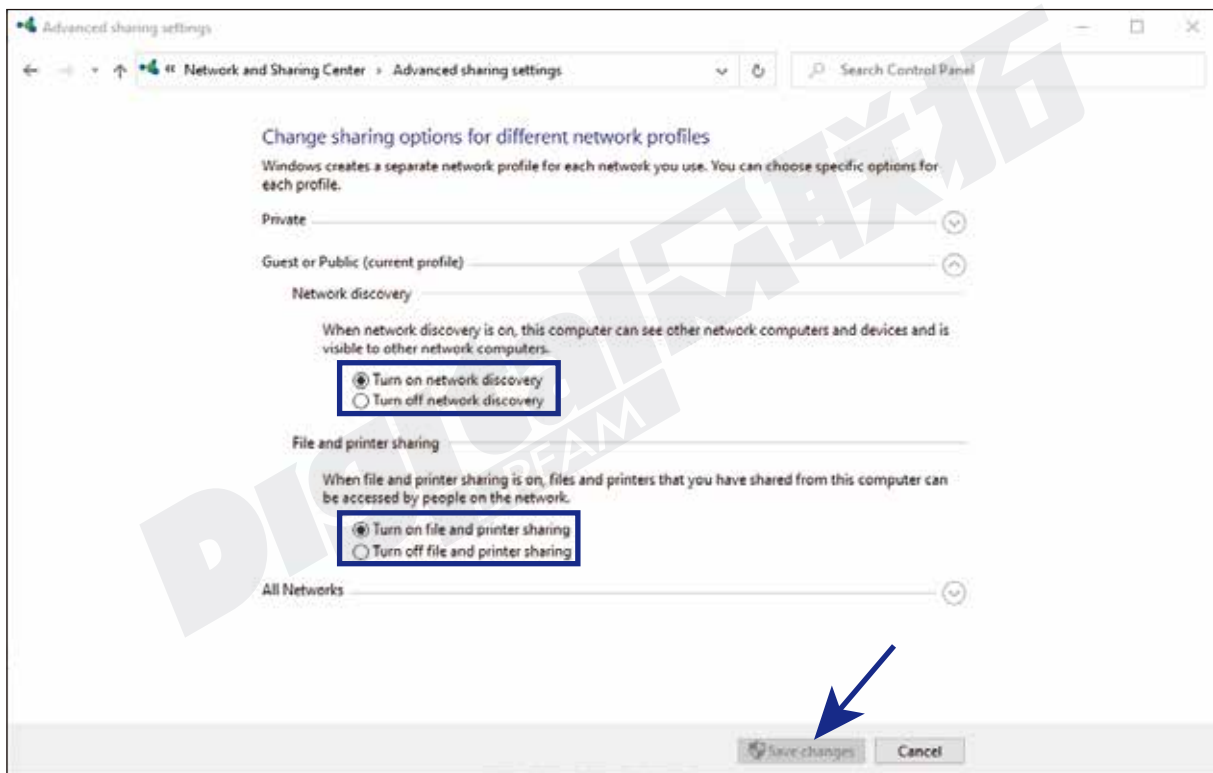 Advanced sharing settings
« Network and Sharing Center › Advanced sharing settings
Search Control Panel
Change sharing options for different network profiles
Windows creates a separate network profile for each network you use. You can choose specific options for
each profile.
Private
Guest or Public (current profile)
Network discovery
When network discovery is on, this computer can see other network computers and devices and is
visible to other network computers.
Turn on network discovery
Turn off network discovery
File and printer sharing
When file and printer sharing is on, files and printers that you have shared from this computer can
be accessed by people on the network.
Turn on file and printer sharing
Turn off file and printer sharing
All Networks
Save changes
Cancel
DIGITAL
联拓